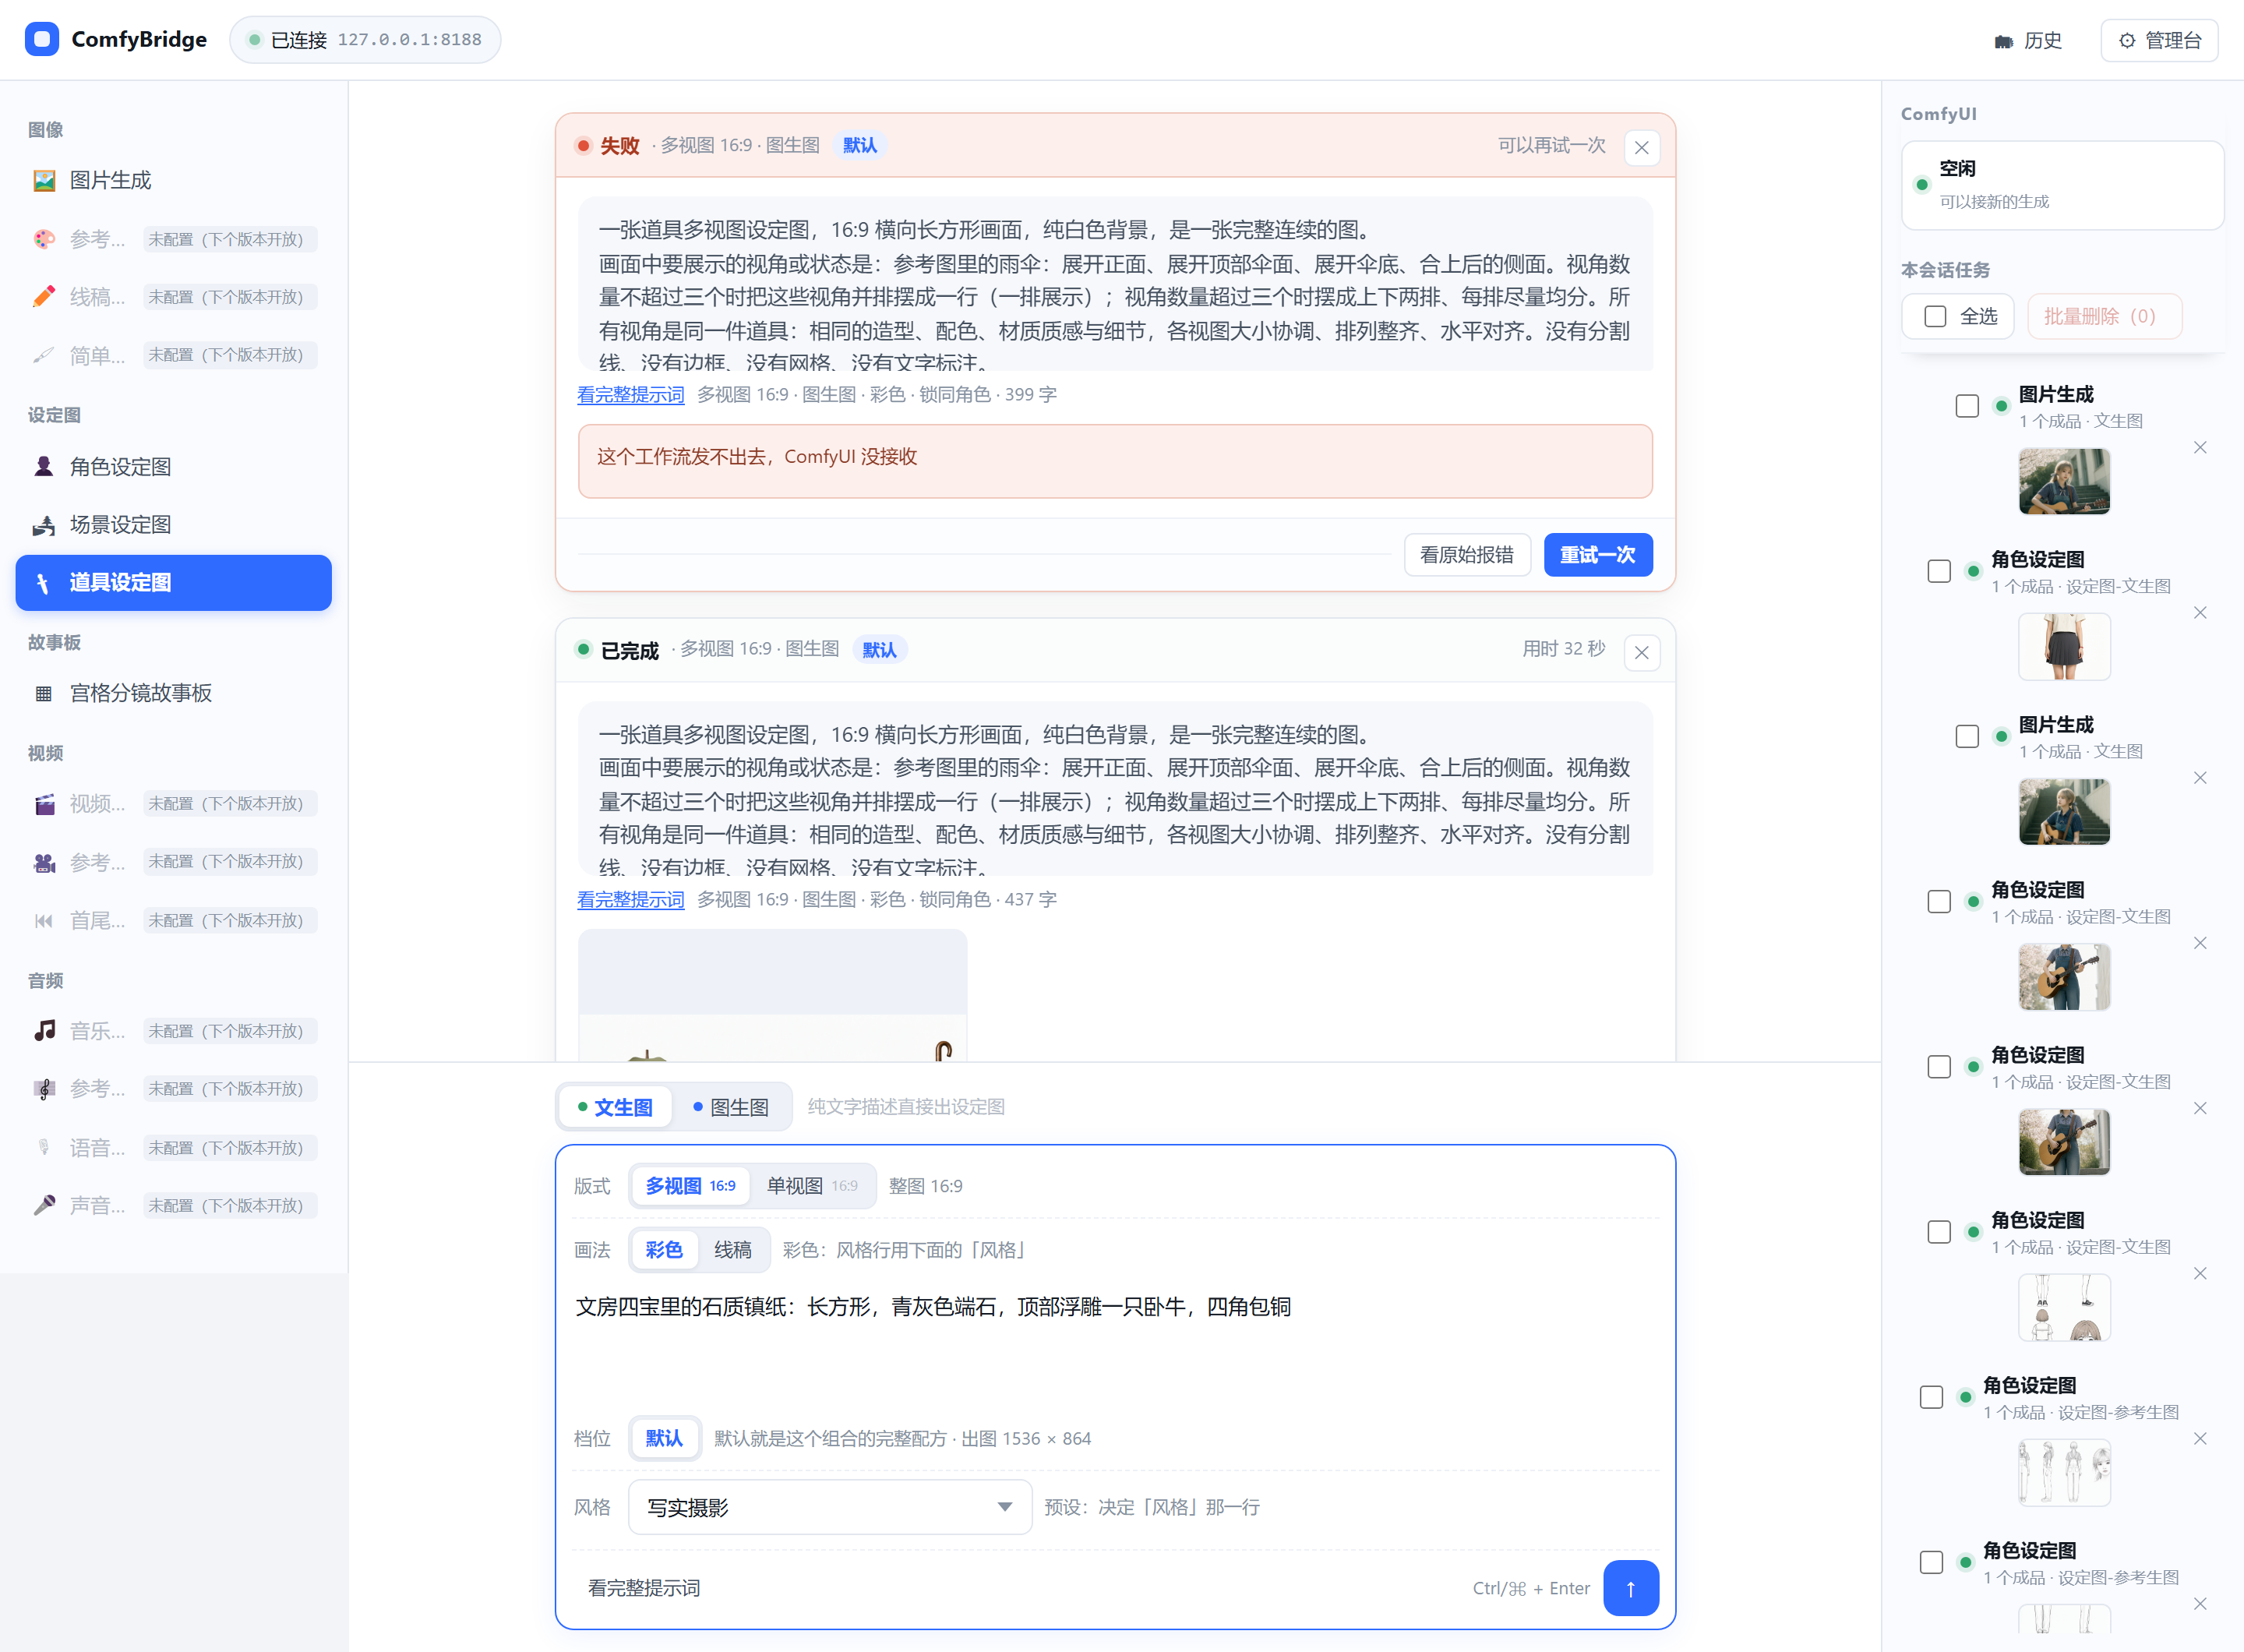 ComfyBridge
已连接 127.0.0.1:8188
历史
管理台
图像
图片生成
参考... 未配置（下个版本开放）
线稿... 未配置（下个版本开放）
简单... 未配置（下个版本开放）
设定图
角色设定图
场景设定图
道具设定图
故事板
宫格分镜故事板
视频
视频... 未配置（下个版本开放）
参考... 未配置（下个版本开放）
首尾... 未配置（下个版本开放）
音频
音乐... 未配置（下个版本开放）
参考... 未配置（下个版本开放）
语音... 未配置（下个版本开放）
声音... 未配置（下个版本开放）
失败 · 多视图 16:9 · 图生图 默认
可以再试一次
一张道具多视图设定图，16:9 横向长方形画面，纯白色背景，是一张完整连续的图。
画面中要展示的视角或状态是：参考图里的雨伞：展开正面、展开顶部伞面、展开伞底、合上后的侧面。视角数
量不超过三个时把这些视角并排摆成一行（一排展示）；视角数量超过三个时摆成上下两排、每排尽量均分。所
有视角是同一件道具：相同的造型、配色、材质质感与细节，各视图大小协调、排列整齐、水平对齐。没有分割
线、没有边框、没有网格、没有文字标注。
看完整提示词 多视图 16:9 · 图生图 · 彩色 · 锁同角色 · 399 字
这个工作流发不出去，ComfyUI 没接收
看原始报错
重试一次
已完成 · 多视图 16:9 · 图生图 默认
用时 32 秒
一张道具多视图设定图，16:9 横向长方形画面，纯白色背景，是一张完整连续的图。
画面中要展示的视角或状态是：参考图里的雨伞：展开正面、展开顶部伞面、展开伞底、合上后的侧面。视角数
量不超过三个时把这些视角并排摆成一行（一排展示）；视角数量超过三个时摆成上下两排、每排尽量均分。所
有视角是同一件道具：相同的造型、配色、材质质感与细节，各视图大小协调、排列整齐、水平对齐。没有分割
线、没有边框、没有网格、没有文字标注。
看完整提示词 多视图 16:9 · 图生图 · 彩色 · 锁同角色 · 437 字
文生图 图生图 纯文字描述直接出设定图
版式 多视图 16:9 单视图 16:9 整图 16:9
画法 彩色 线稿 彩色：风格行用下面的「风格」
文房四宝里的石质镇纸：长方形，青灰色端石，顶部浮雕一只卧牛，四角包铜
档位 默认 默认就是这个组合的完整配方 · 出图 1536 × 864
风格 写实摄影 预设：决定「风格」那一行
看完整提示词
Ctrl/⌘ + Enter
↑
ComfyUI
空闲
可以接新的生成
本会话任务
全选 批量删除（0）
图片生成
1 个成品 · 文生图
角色设定图
1 个成品 · 设定图-文生图
图片生成
1 个成品 · 文生图
角色设定图
1 个成品 · 设定图-文生图
角色设定图
1 个成品 · 设定图-文生图
角色设定图
1 个成品 · 设定图-文生图
角色设定图
1 个成品 · 设定图-参考生图
角色设定图
1 个成品 · 设定图-参考生图